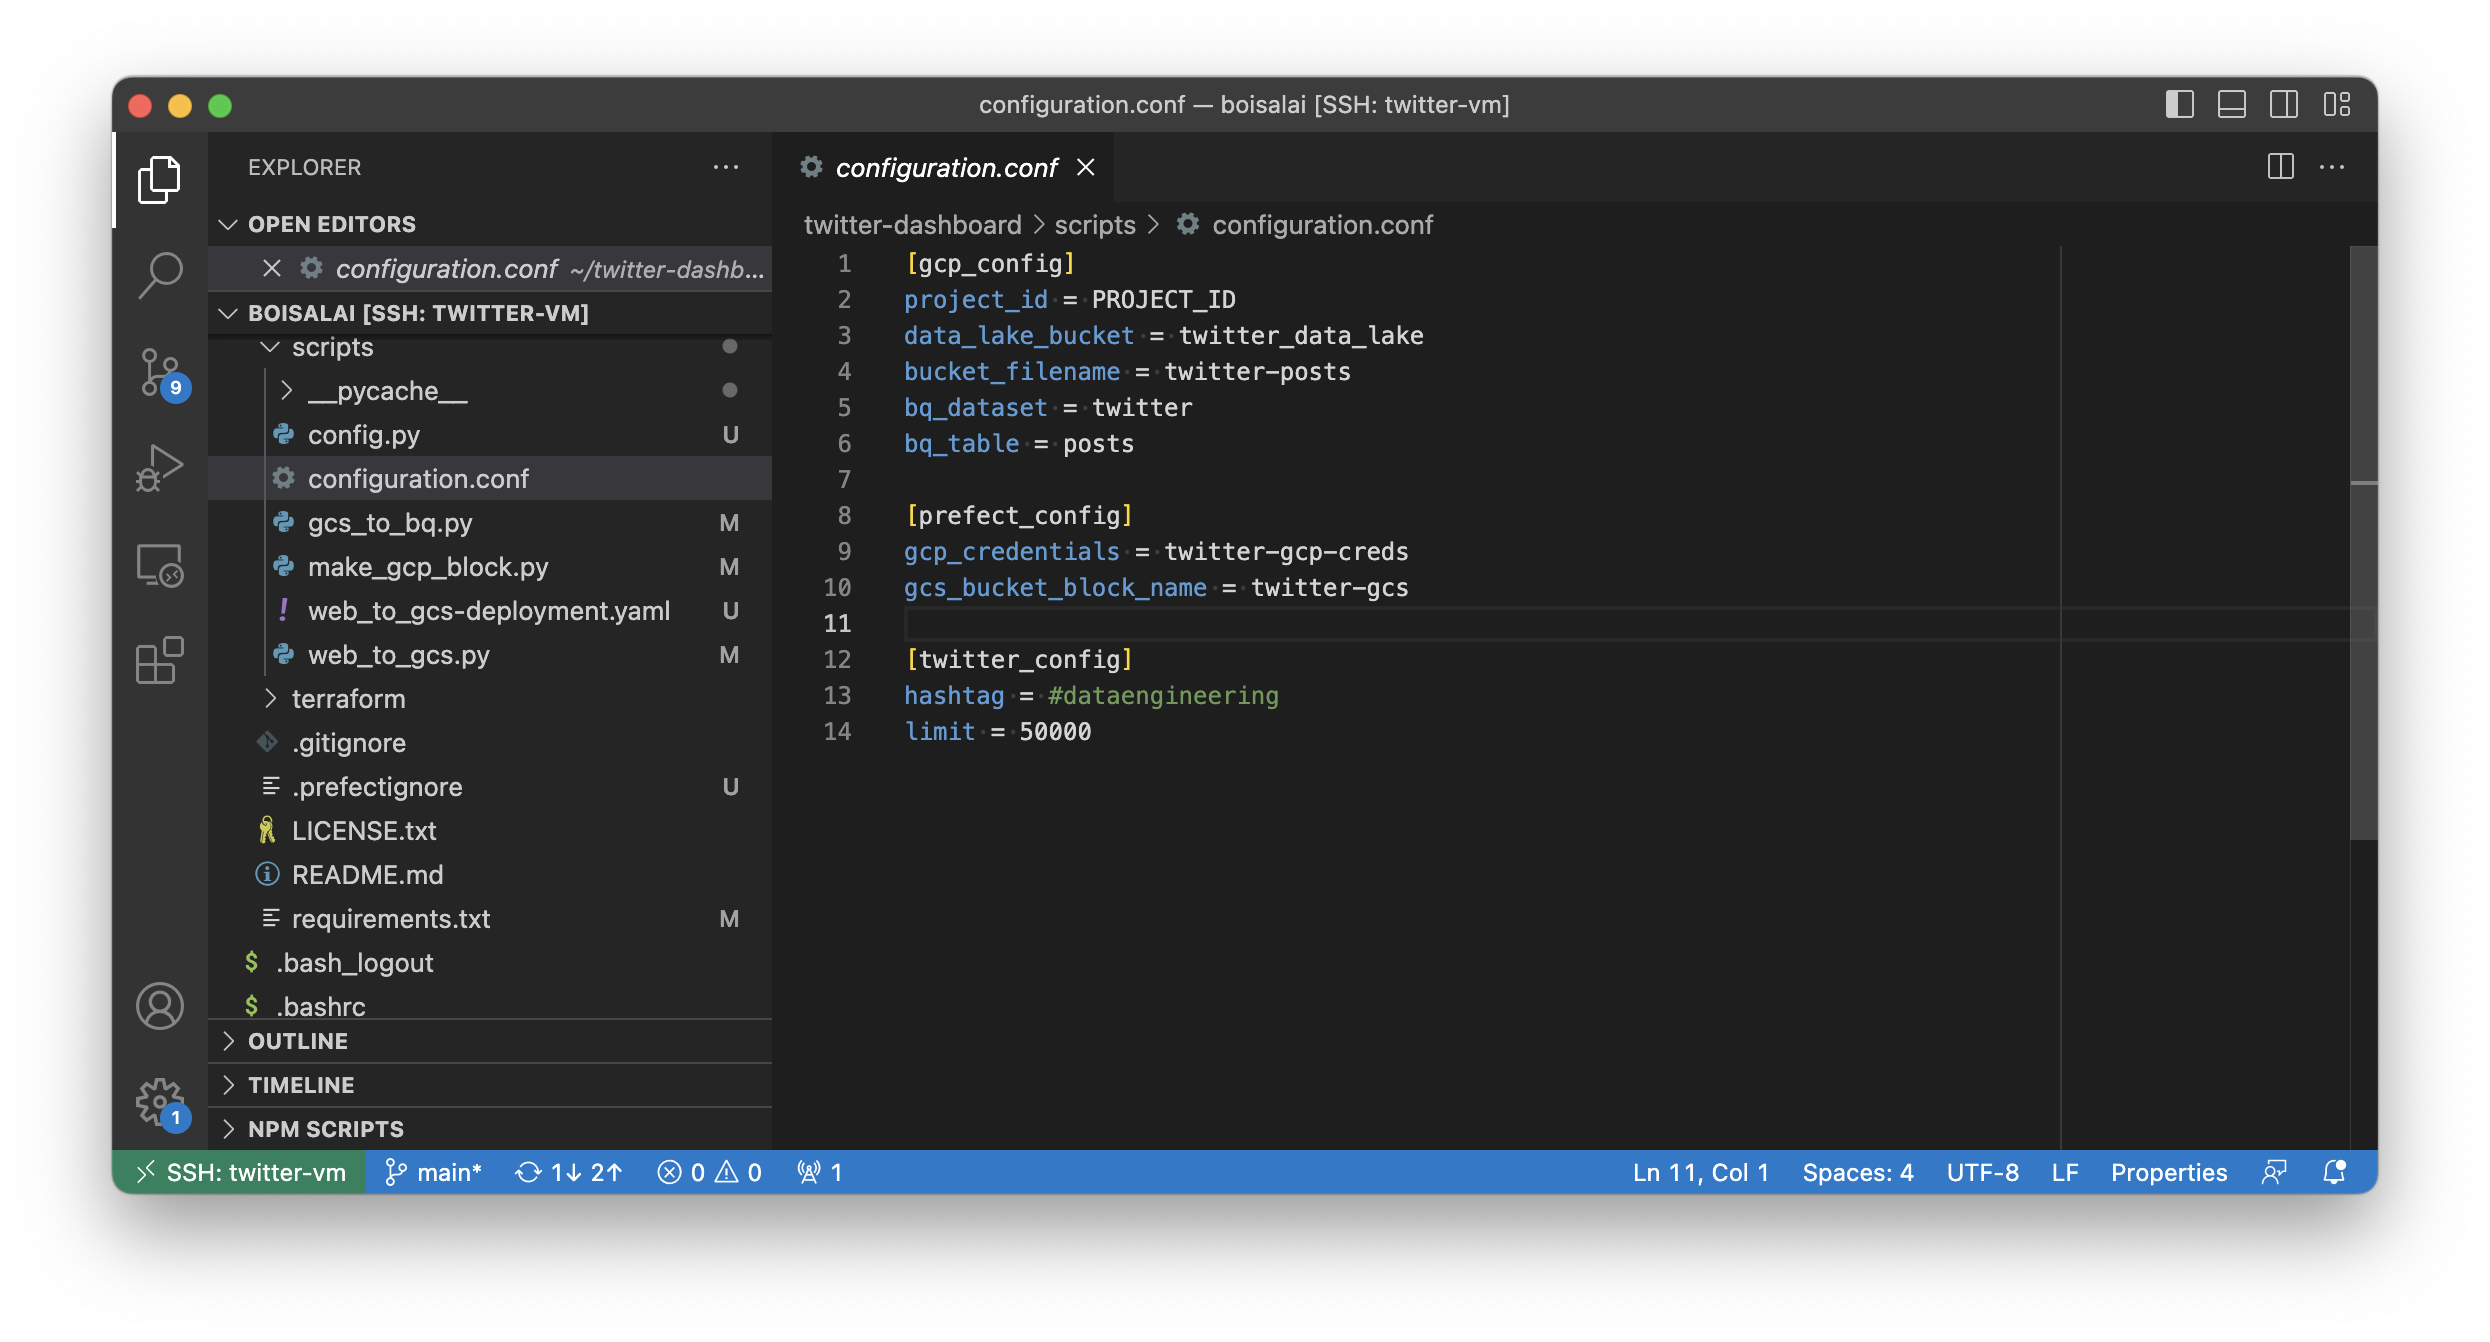 configuration.conf — boisalai [SSH: twitter-vm]
EXPLORER
OPEN EDITORS
configuration.conf ~/twitter-dashb...
BOISALAI [SSH: TWITTER-VM]
scripts
__pycache__
config.py U
configuration.conf
gcs_to_bq.py M
make_gcp_block.py M
web_to_gcs-deployment.yaml U
web_to_gcs.py M
terraform
.gitignore
.prefectignore U
LICENSE.txt
README.md
requirements.txt M
.bash_logout
.bashrc
OUTLINE
TIMELINE
NPM SCRIPTS
9
1
configuration.conf
twitter-dashboard > scripts > configuration.conf
1 [gcp_config]
2 project_id = PROJECT_ID
3 data_lake_bucket = twitter_data_lake
4 bucket_filename = twitter-posts
5 bq_dataset = twitter
6 bq_table = posts
7
8 [prefect_config]
9 gcp_credentials = twitter-gcp-creds
10 gcs_bucket_block_name = twitter-gcs
11
12 [twitter_config]
13 hashtag = #dataengineering
14 limit = 50000
SSH: twitter-vm main* 1↓ 2↑ 0 0 1 Ln 11, Col 1 Spaces: 4 UTF-8 LF Properties